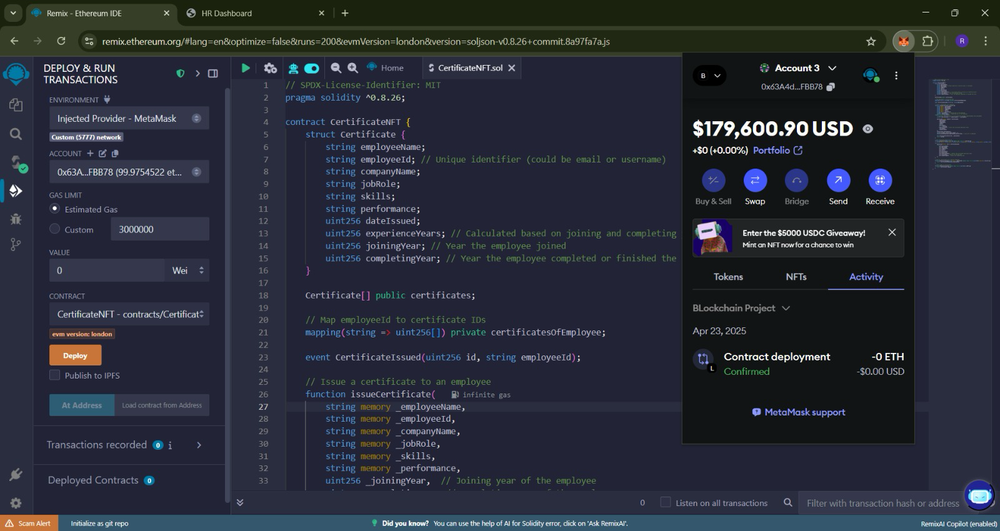 Remix - Ethereum IDE
HR Dashboard
remix.ethereum.org/#lang=en&optimize=false&runs=200&evmVersion=london&version=soljson-v0.8.26+commit.8a97fa7a.js
R
DEPLOY & RUN
TRANSACTIONS
ENVIRONMENT
Injected Provider - MetaMask
Custom (5777) network
ACCOUNT
0x63A...FBB78 (99.9754522 et...
GAS LIMIT
Estimated Gas
Custom
3000000
VALUE
0
Wei
CONTRACT
CertificateNFT - contracts/Certificat
evm version: london
Deploy
Publish to IPFS
At Address
Load contract from Address
Transactions recorded 0 i
Deployed Contracts 0
Home
CertificateNFT.sol
1 // SPDX-License-Identifier: MIT
2 pragma solidity ^0.8.26;
3
4 contract CertificateNFT {
5 struct Certificate {
6 string employeeName;
7 string employeeId; // Unique identifier (could be email or username)
8 string companyName;
9 string jobRole;
10 string skills;
11 string performance;
12 uint256 dateIssued;
13 uint256 experienceYears; // Calculated based on joining and completing
14 uint256 joiningYear; // Year the employee joined
15 uint256 completingYear; // Year the employee completed or finished the
16 }
17
18 Certificate[] public certificates;
19
20 // Map employeeId to certificate IDs
21 mapping(string => uint256[]) private certificatesOfEmployee;
22
23 event CertificateIssued(uint256 id, string employeeId);
24
25 // Issue a certificate to an employee
26 function issueCertificate( infinite gas
27 string memory _employeeName,
28 string memory _employeeId,
29 string memory _companyName,
30 string memory _jobRole,
31 string memory _skills,
32 string memory _performance,
33 uint256 _joiningYear, // Joining year of the employee
B
Account 3
0x63A4d...FBB78
$179,600.90 USD
+$0 (+0.00%) Portfolio
Buy & Sell
Swap
Bridge
Send
Receive
Enter the $5000 USDC Giveaway!
Mint an NFT now for a chance to win
Tokens
NFTs
Activity
BLockchain Project
Apr 23, 2025
Contract deployment
-0 ETH
L
Confirmed
-$0.00 USD
MetaMask support
0
Listen on all transactions
Filter with transaction hash or address
Scam Alert
Initialize as git repo
Did you know? You can use the help of AI for Solidity error, click on 'Ask RemixAI'.
RemixAI Copilot (enabled)